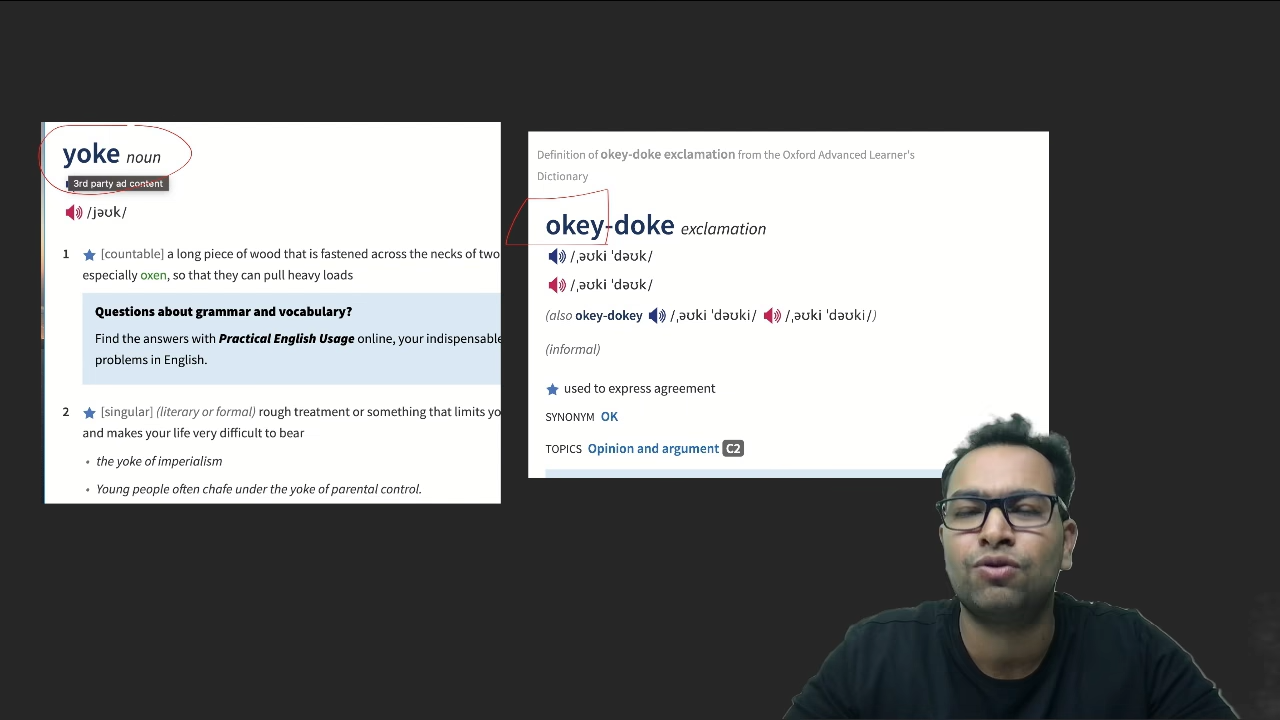 yoke noun
3rd party ad content
/jəʊk/
1 [countable] a long piece of wood that is fastened across the necks of two
especially oxen, so that they can pull heavy loads
Questions about grammar and vocabulary?
Find the answers with Practical English Usage online, your indispensable
problems in English.
2 [singular] (literary or formal) rough treatment or something that limits yo
and makes your life very difficult to bear
• the yoke of imperialism
• Young people often chafe under the yoke of parental control.
Definition of okey-doke exclamation from the Oxford Advanced Learner's
Dictionary
okey-doke exclamation
/ˌəʊki ˈdəʊk/
/ˌəʊki ˈdəʊk/
(also okey-dokey /ˌəʊki ˈdəʊki/ /ˌəʊki ˈdəʊki/)
(informal)
used to express agreement
SYNONYM OK
TOPICS Opinion and argument C2